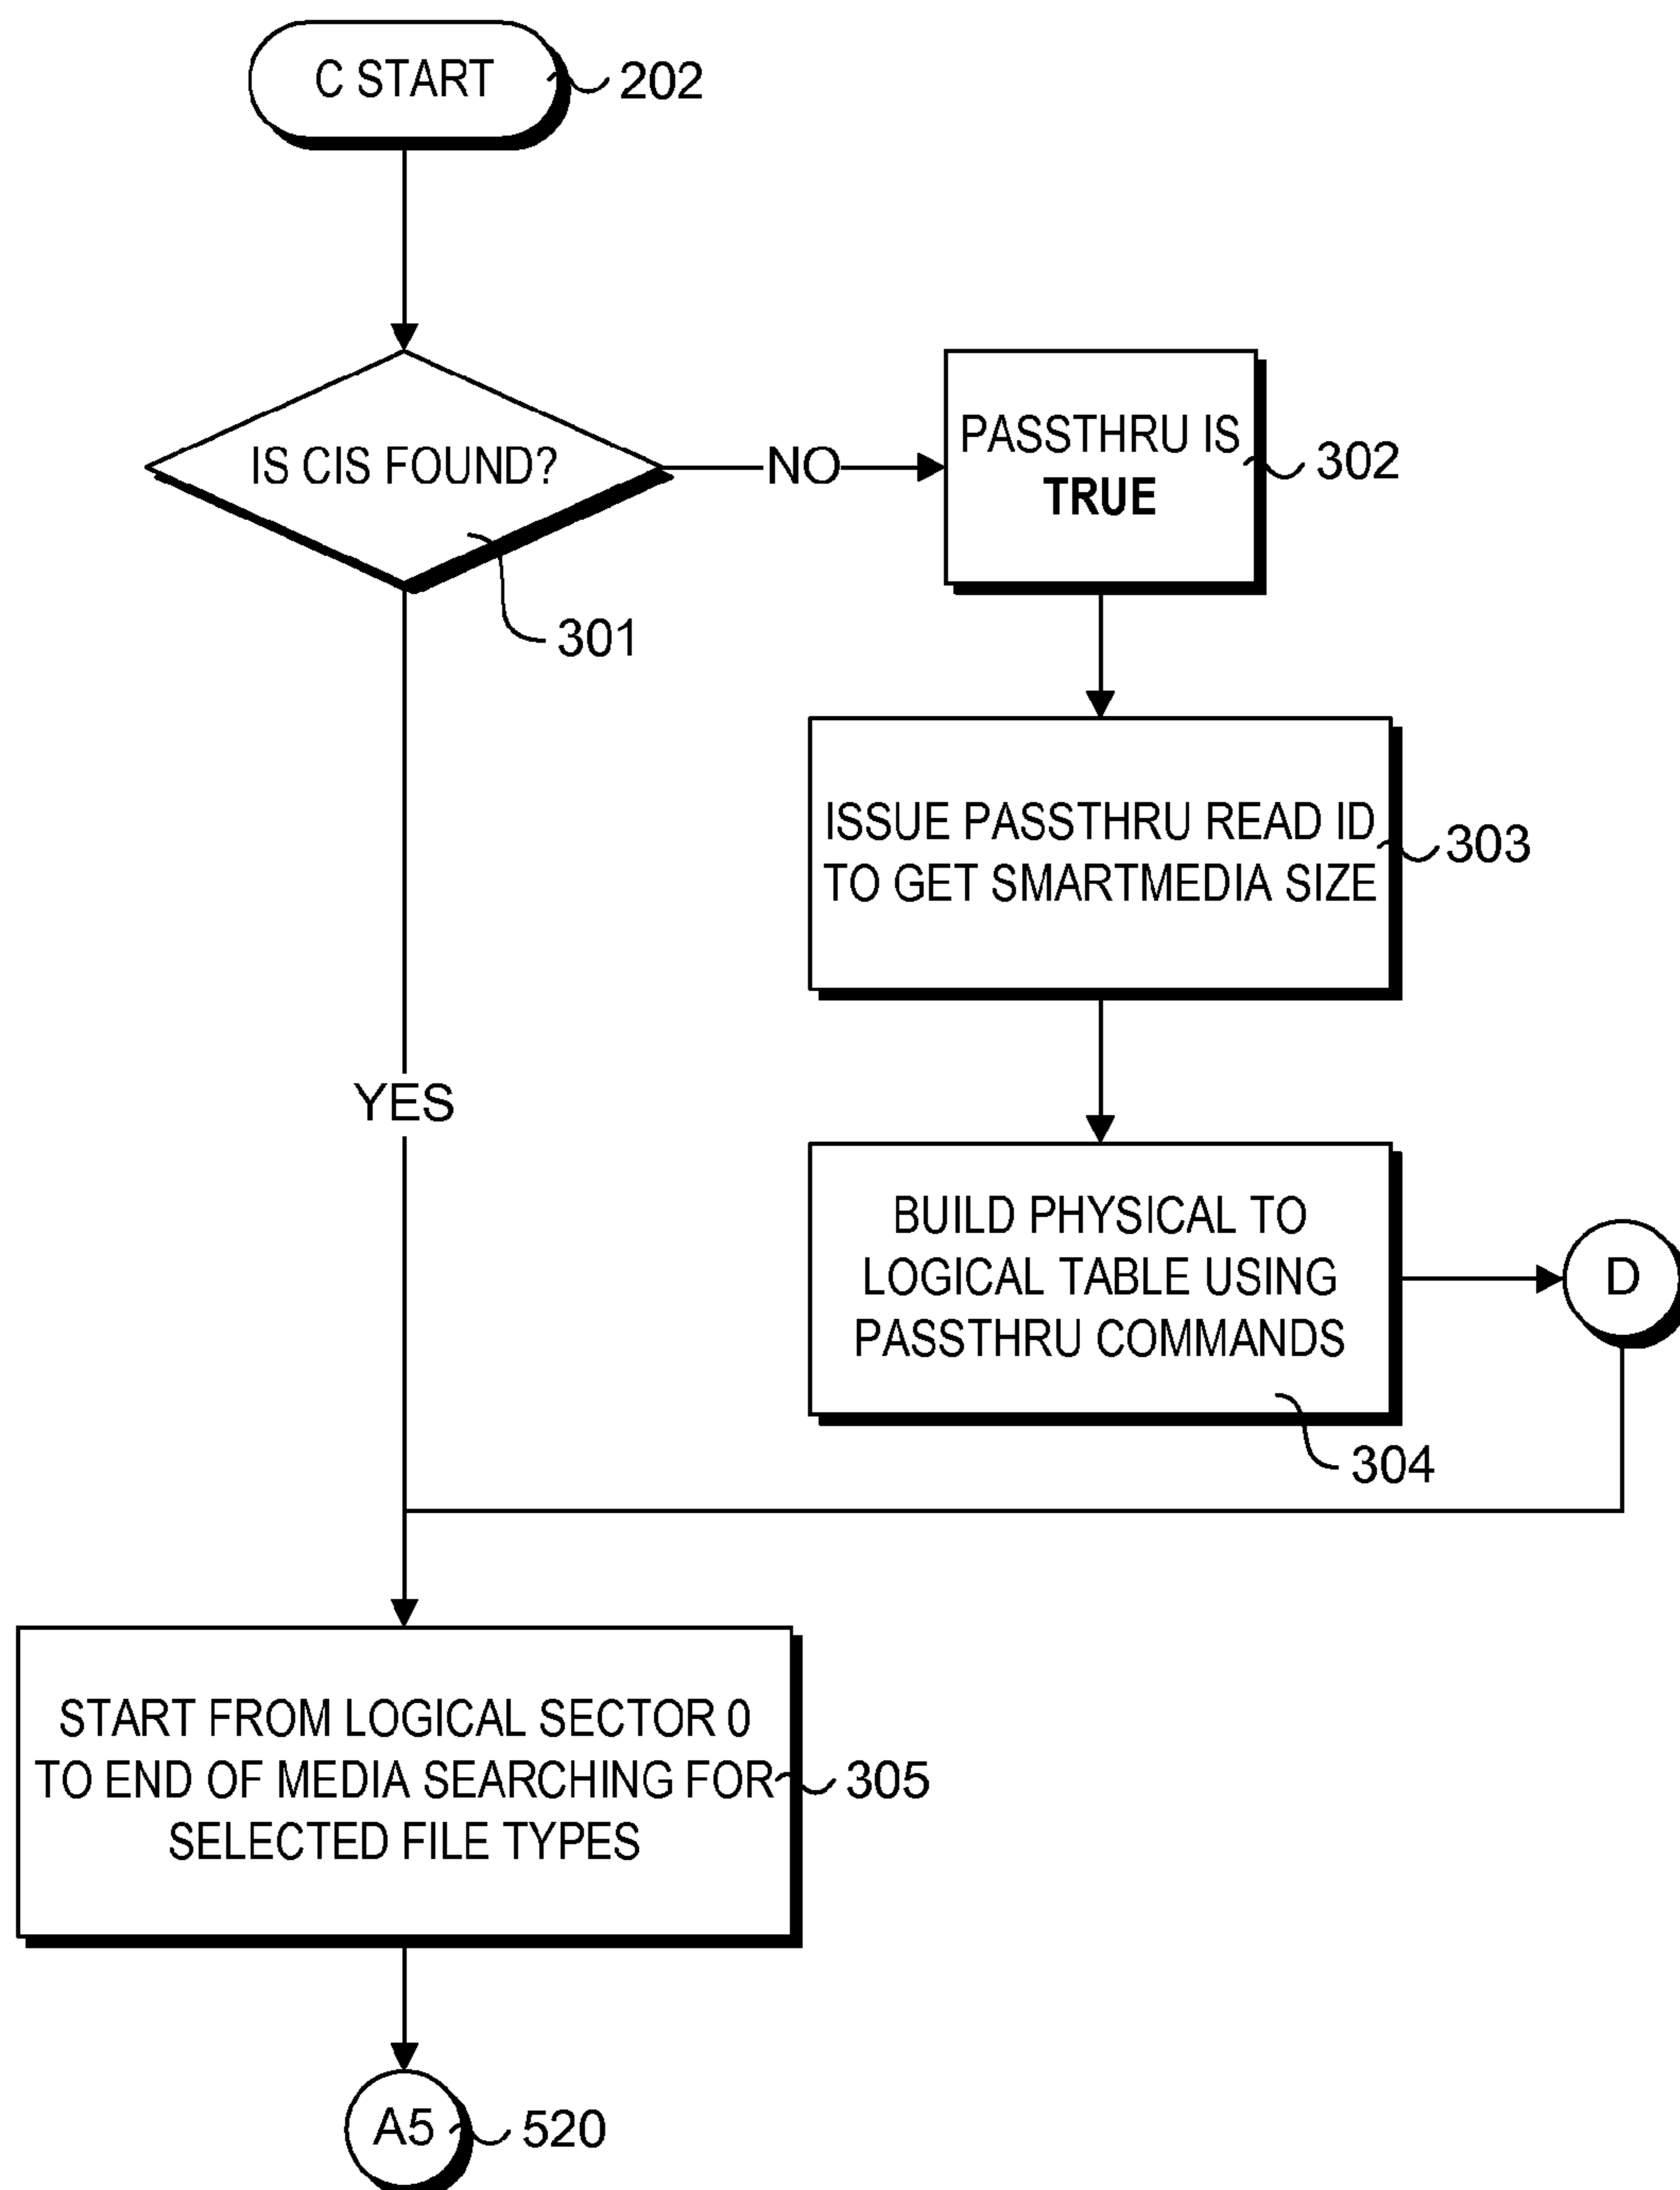 C START
202
IS CIS FOUND?
301
NO
PASSTHRU IS
TRUE
302
ISSUE PASSTHRU READ ID
TO GET SMARTMEDIA SIZE
303
YES
BUILD PHYSICAL TO
LOGICAL TABLE USING
PASSTHRU COMMANDS
304
D
START FROM LOGICAL SECTOR 0
TO END OF MEDIA SEARCHING FOR
SELECTED FILE TYPES
305
A5
520